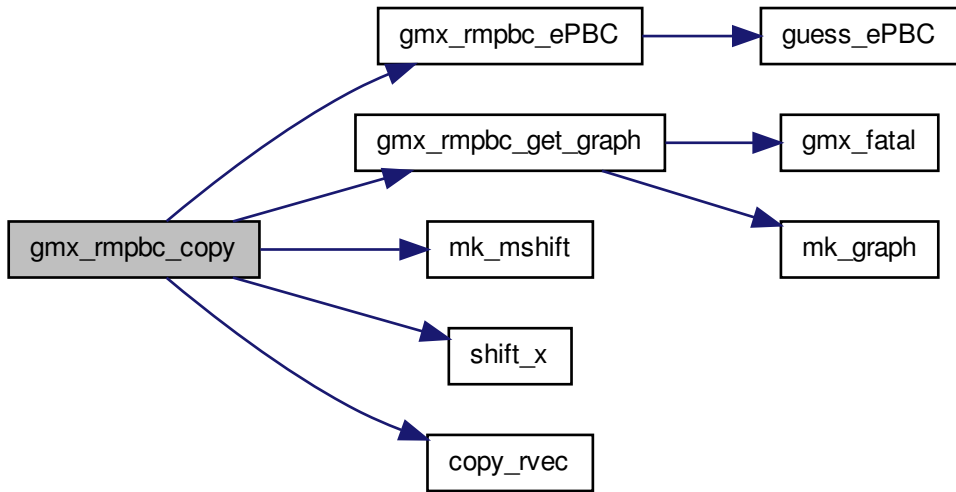 gmx_rmpbc_ePBC
guess_ePBC
gmx_rmpbc_get_graph
gmx_fatal
gmx_rmpbc_copy
mk_mshift
mk_graph
shift_x
copy_rvec